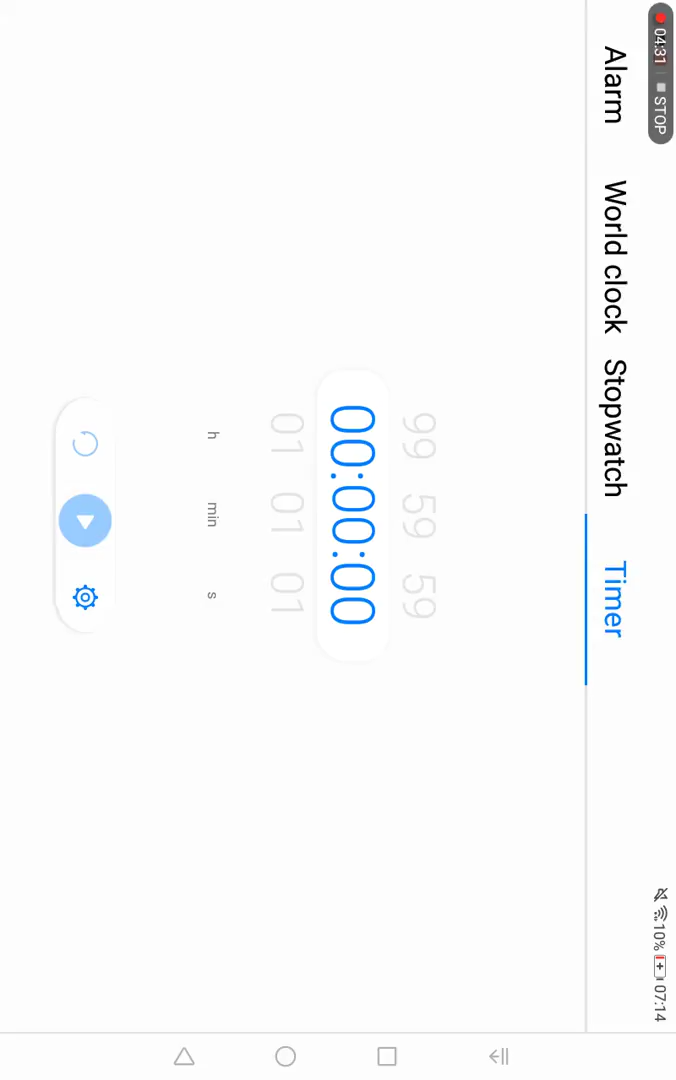 04:31 STOP
10% 07:14
Alarm World clock Stopwatch Timer
99 59 59
00:00:00
01 01 01
h min s